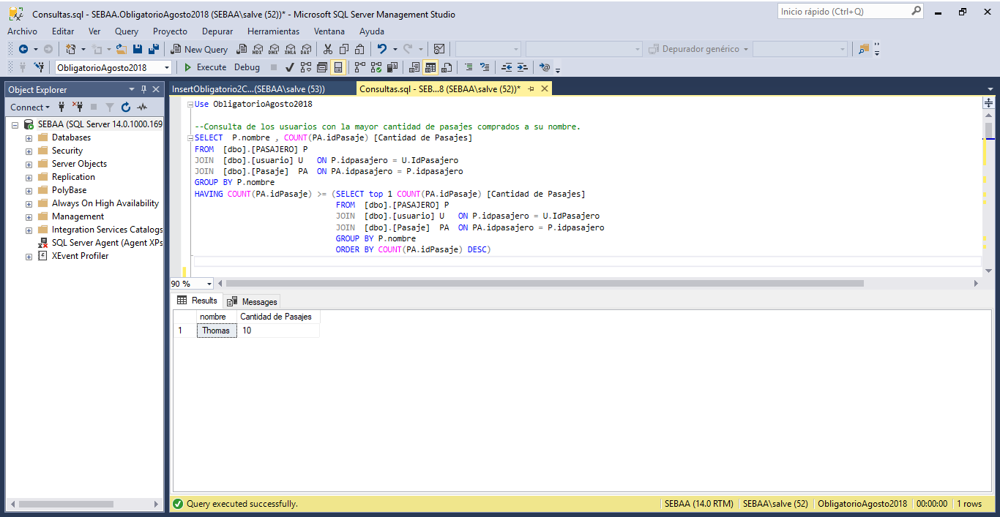 Consultas.sql - SEBAA.ObligatorioAgosto2018 (SEBAA\salve (52))* - Microsoft SQL Server Management Studio
Inicio rápido (Ctrl+Q)
Archivo Editar Ver Query Proyecto Depurar Herramientas Ventana Ayuda
New Query MDX DMX XMLA DAX Depurador genérico
ObligatorioAgosto2018 Execute Debug
Object Explorer
Connect
SEBAA (SQL Server 14.0.1000.169
Databases
Security
Server Objects
Replication
PolyBase
Always On High Availability
Management
Integration Services Catalogs
SQL Server Agent (Agent XPs
XEvent Profiler
InsertObligatorio2C...(SEBAA\salve (53)) Consultas.sql - SEB...8 (SEBAA\salve (52))*
Use ObligatorioAgosto2018
--Consulta de los usuarios con la mayor cantidad de pasajes comprados a su nombre.
SELECT  P.nombre , COUNT(PA.idPasaje) [Cantidad de Pasajes]
FROM  [dbo].[PASAJERO] P
JOIN  [dbo].[usuario] U   ON P.idpasajero = U.IdPasajero
JOIN  [dbo].[Pasaje]  PA  ON PA.idpasajero = P.idpasajero
GROUP BY P.nombre
HAVING COUNT(PA.idPasaje) >= (SELECT top 1 COUNT(PA.idPasaje) [Cantidad de Pasajes]
FROM  [dbo].[PASAJERO] P
JOIN  [dbo].[usuario] U   ON P.idpasajero = U.IdPasajero
JOIN  [dbo].[Pasaje]  PA  ON PA.idpasajero = P.idpasajero
GROUP BY P.nombre
ORDER BY COUNT(PA.idPasaje) DESC)
90 %
Results Messages
nombre Cantidad de Pasajes
1 Thomas 10
Query executed successfully. SEBAA (14.0 RTM) SEBAA\salve (52) ObligatorioAgosto2018 00:00:00 1 rows